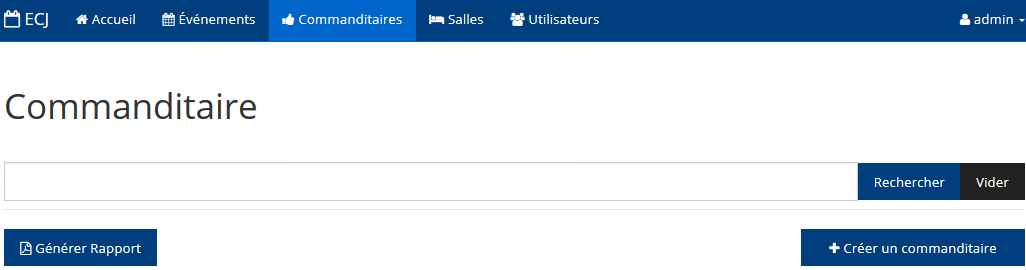 ECJ Accueil Événements Commanditaires Salles Utilisateurs admin
Commanditaire
Rechercher Vider
Générer Rapport Créer un commanditaire